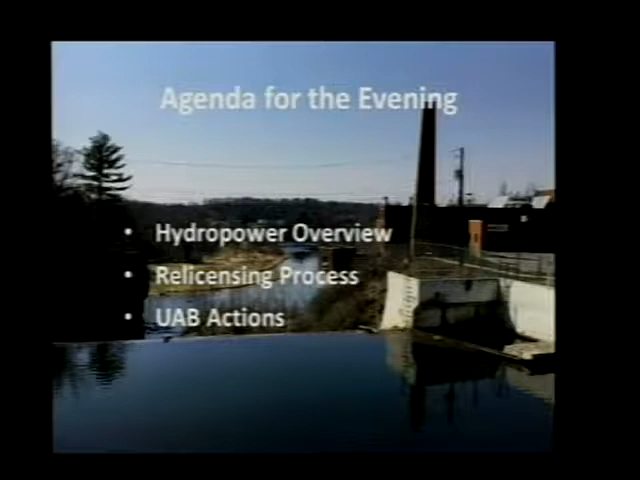 Agenda for the Evening
• Hydropower Overview
• Relicensing Process
• UAB Actions